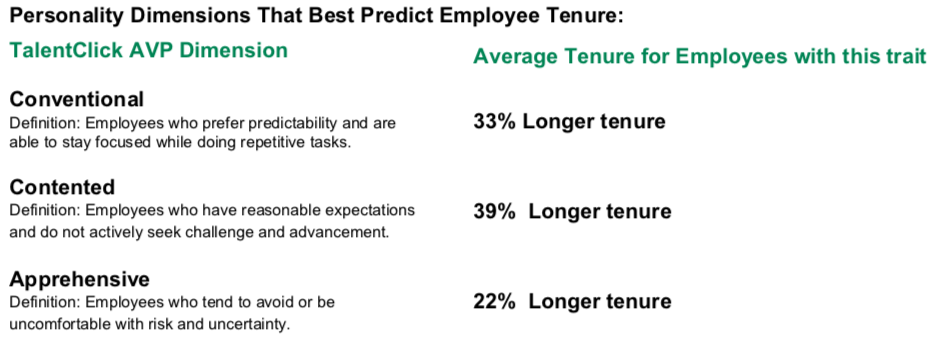 Personality Dimensions That Best Predict Employee Tenure:
TalentClick AVP Dimension
Average Tenure for Employees with this trait
Conventional
Definition: Employees who prefer predictability and are
able to stay focused while doing repetitive tasks.
33% Longer tenure
Contented
Definition: Employees who have reasonable expectations
and do not actively seek challenge and advancement.
39% Longer tenure
Apprehensive
Definition: Employees who tend to avoid or be
uncomfortable with risk and uncertainty.
22% Longer tenure